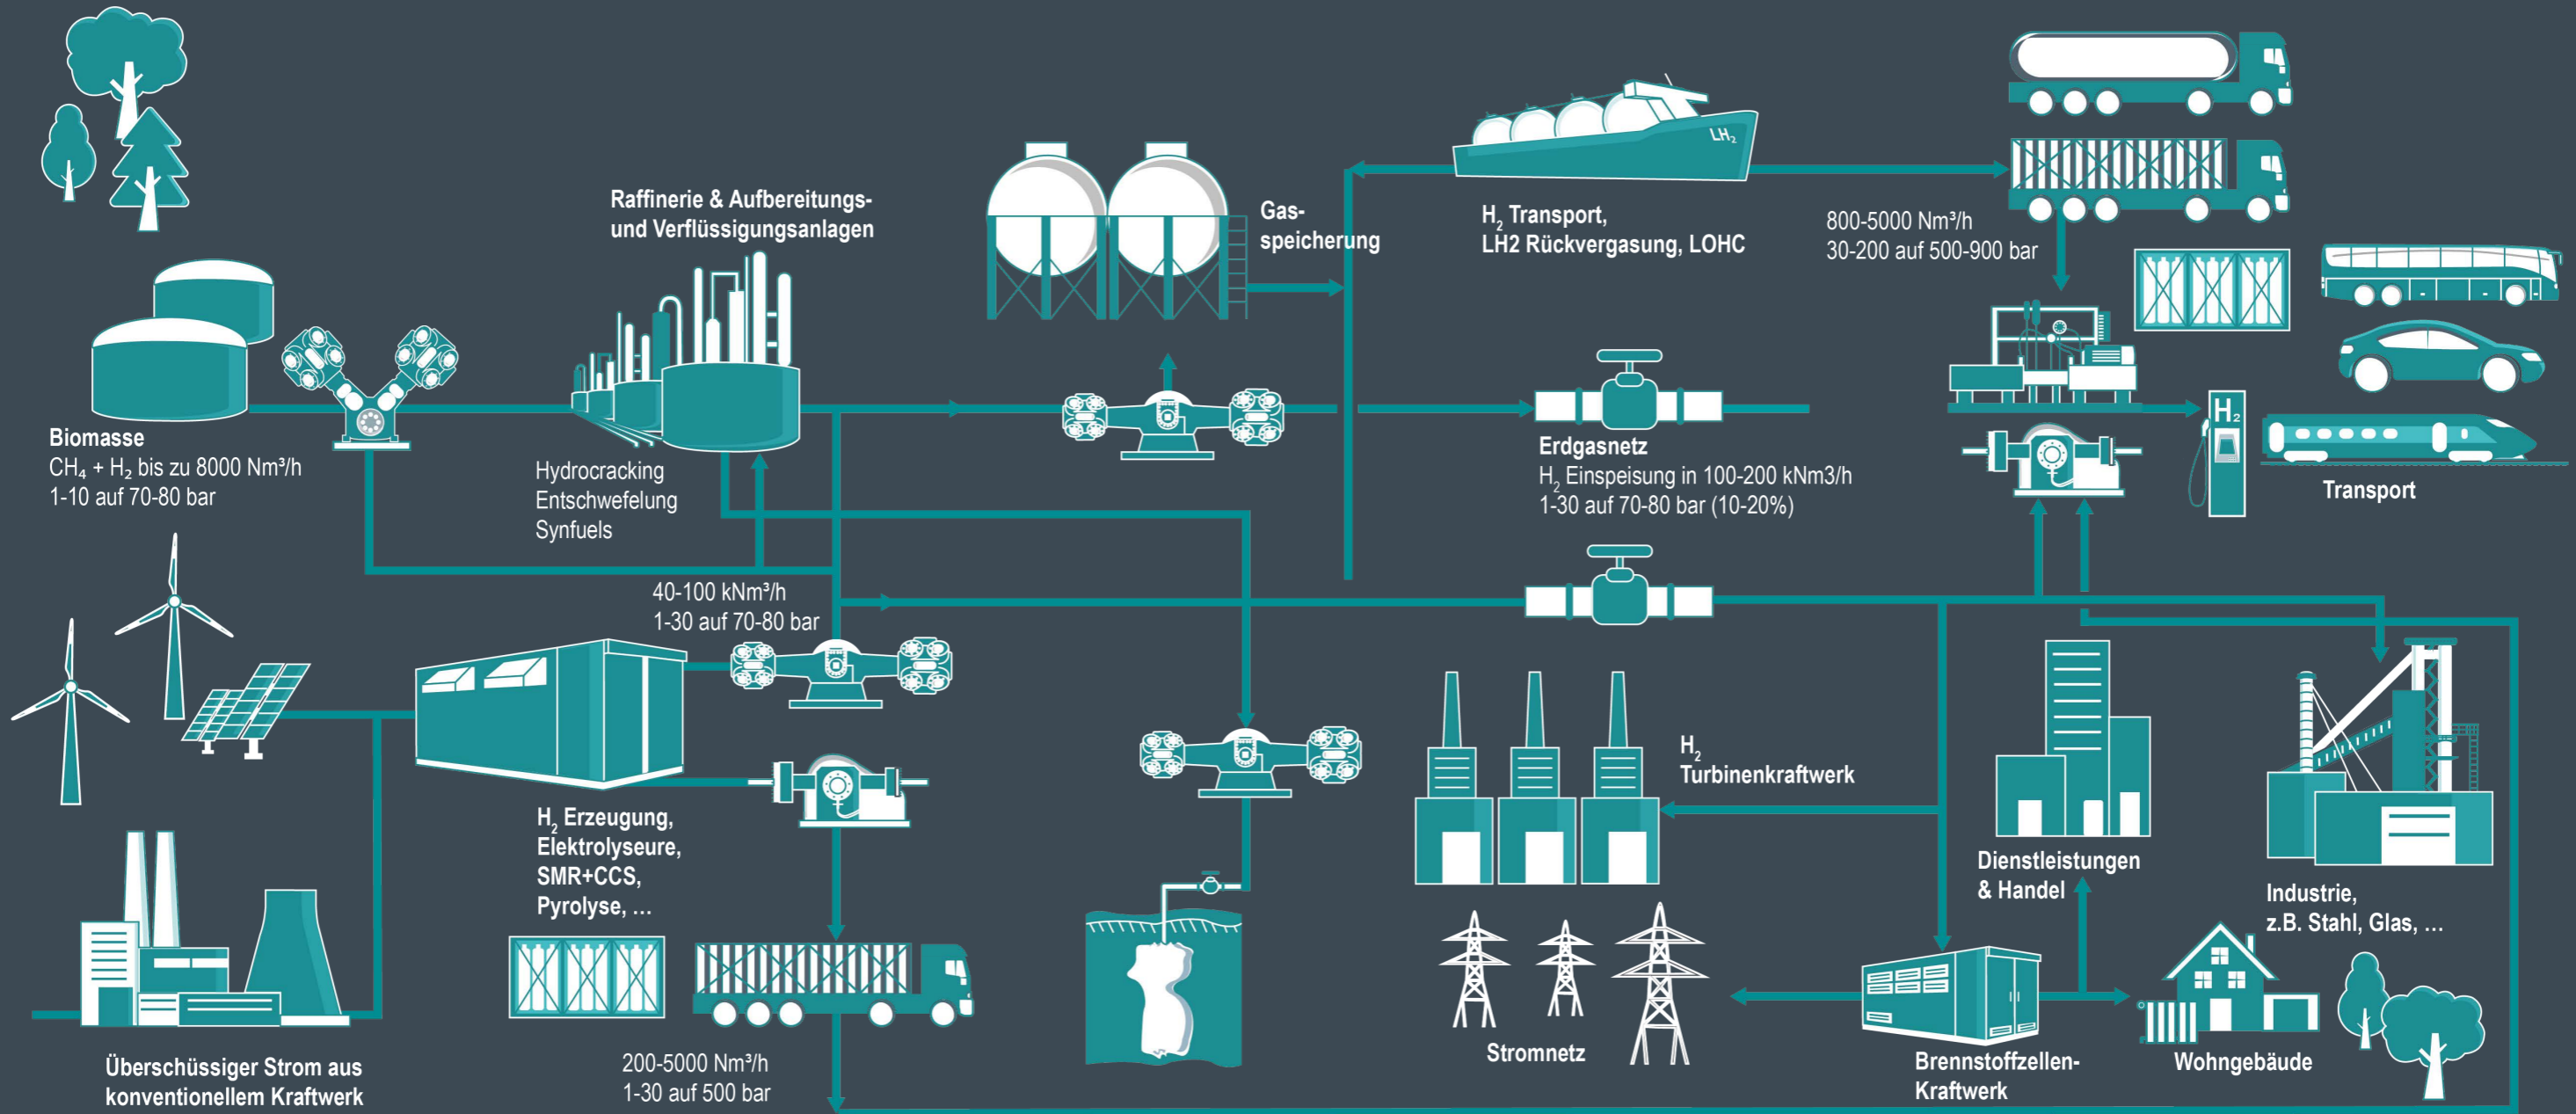 Raffinerie & Aufbereitungs-
und Verflüssigungsanlagen
Gas-
speicherung
LH₂
H₂ Transport,
LH2 Rückvergasung, LOHC
800-5000 Nm³/h
30-200 auf 500-900 bar
Biomasse
CH₄ + H₂ bis zu 8000 Nm³/h
1-10 auf 70-80 bar
Hydrocracking
Entschwefelung
Synfuels
Erdgasnetz
H₂ Einspeisung in 100-200 kNm3/h
1-30 auf 70-80 bar (10-20%)
H₂
Transport
40-100 kNm³/h
1-30 auf 70-80 bar
H₂ Erzeugung,
Elektrolyseure,
SMR+CCS,
Pyrolyse, ...
H₂
Turbinenkraftwerk
Dienstleistungen
& Handel
Industrie,
z.B. Stahl, Glas, ...
Überschüssiger Strom aus
konventionellem Kraftwerk
200-5000 Nm³/h
1-30 auf 500 bar
Stromnetz
Brennstoffzellen-
Kraftwerk
Wohngebäude